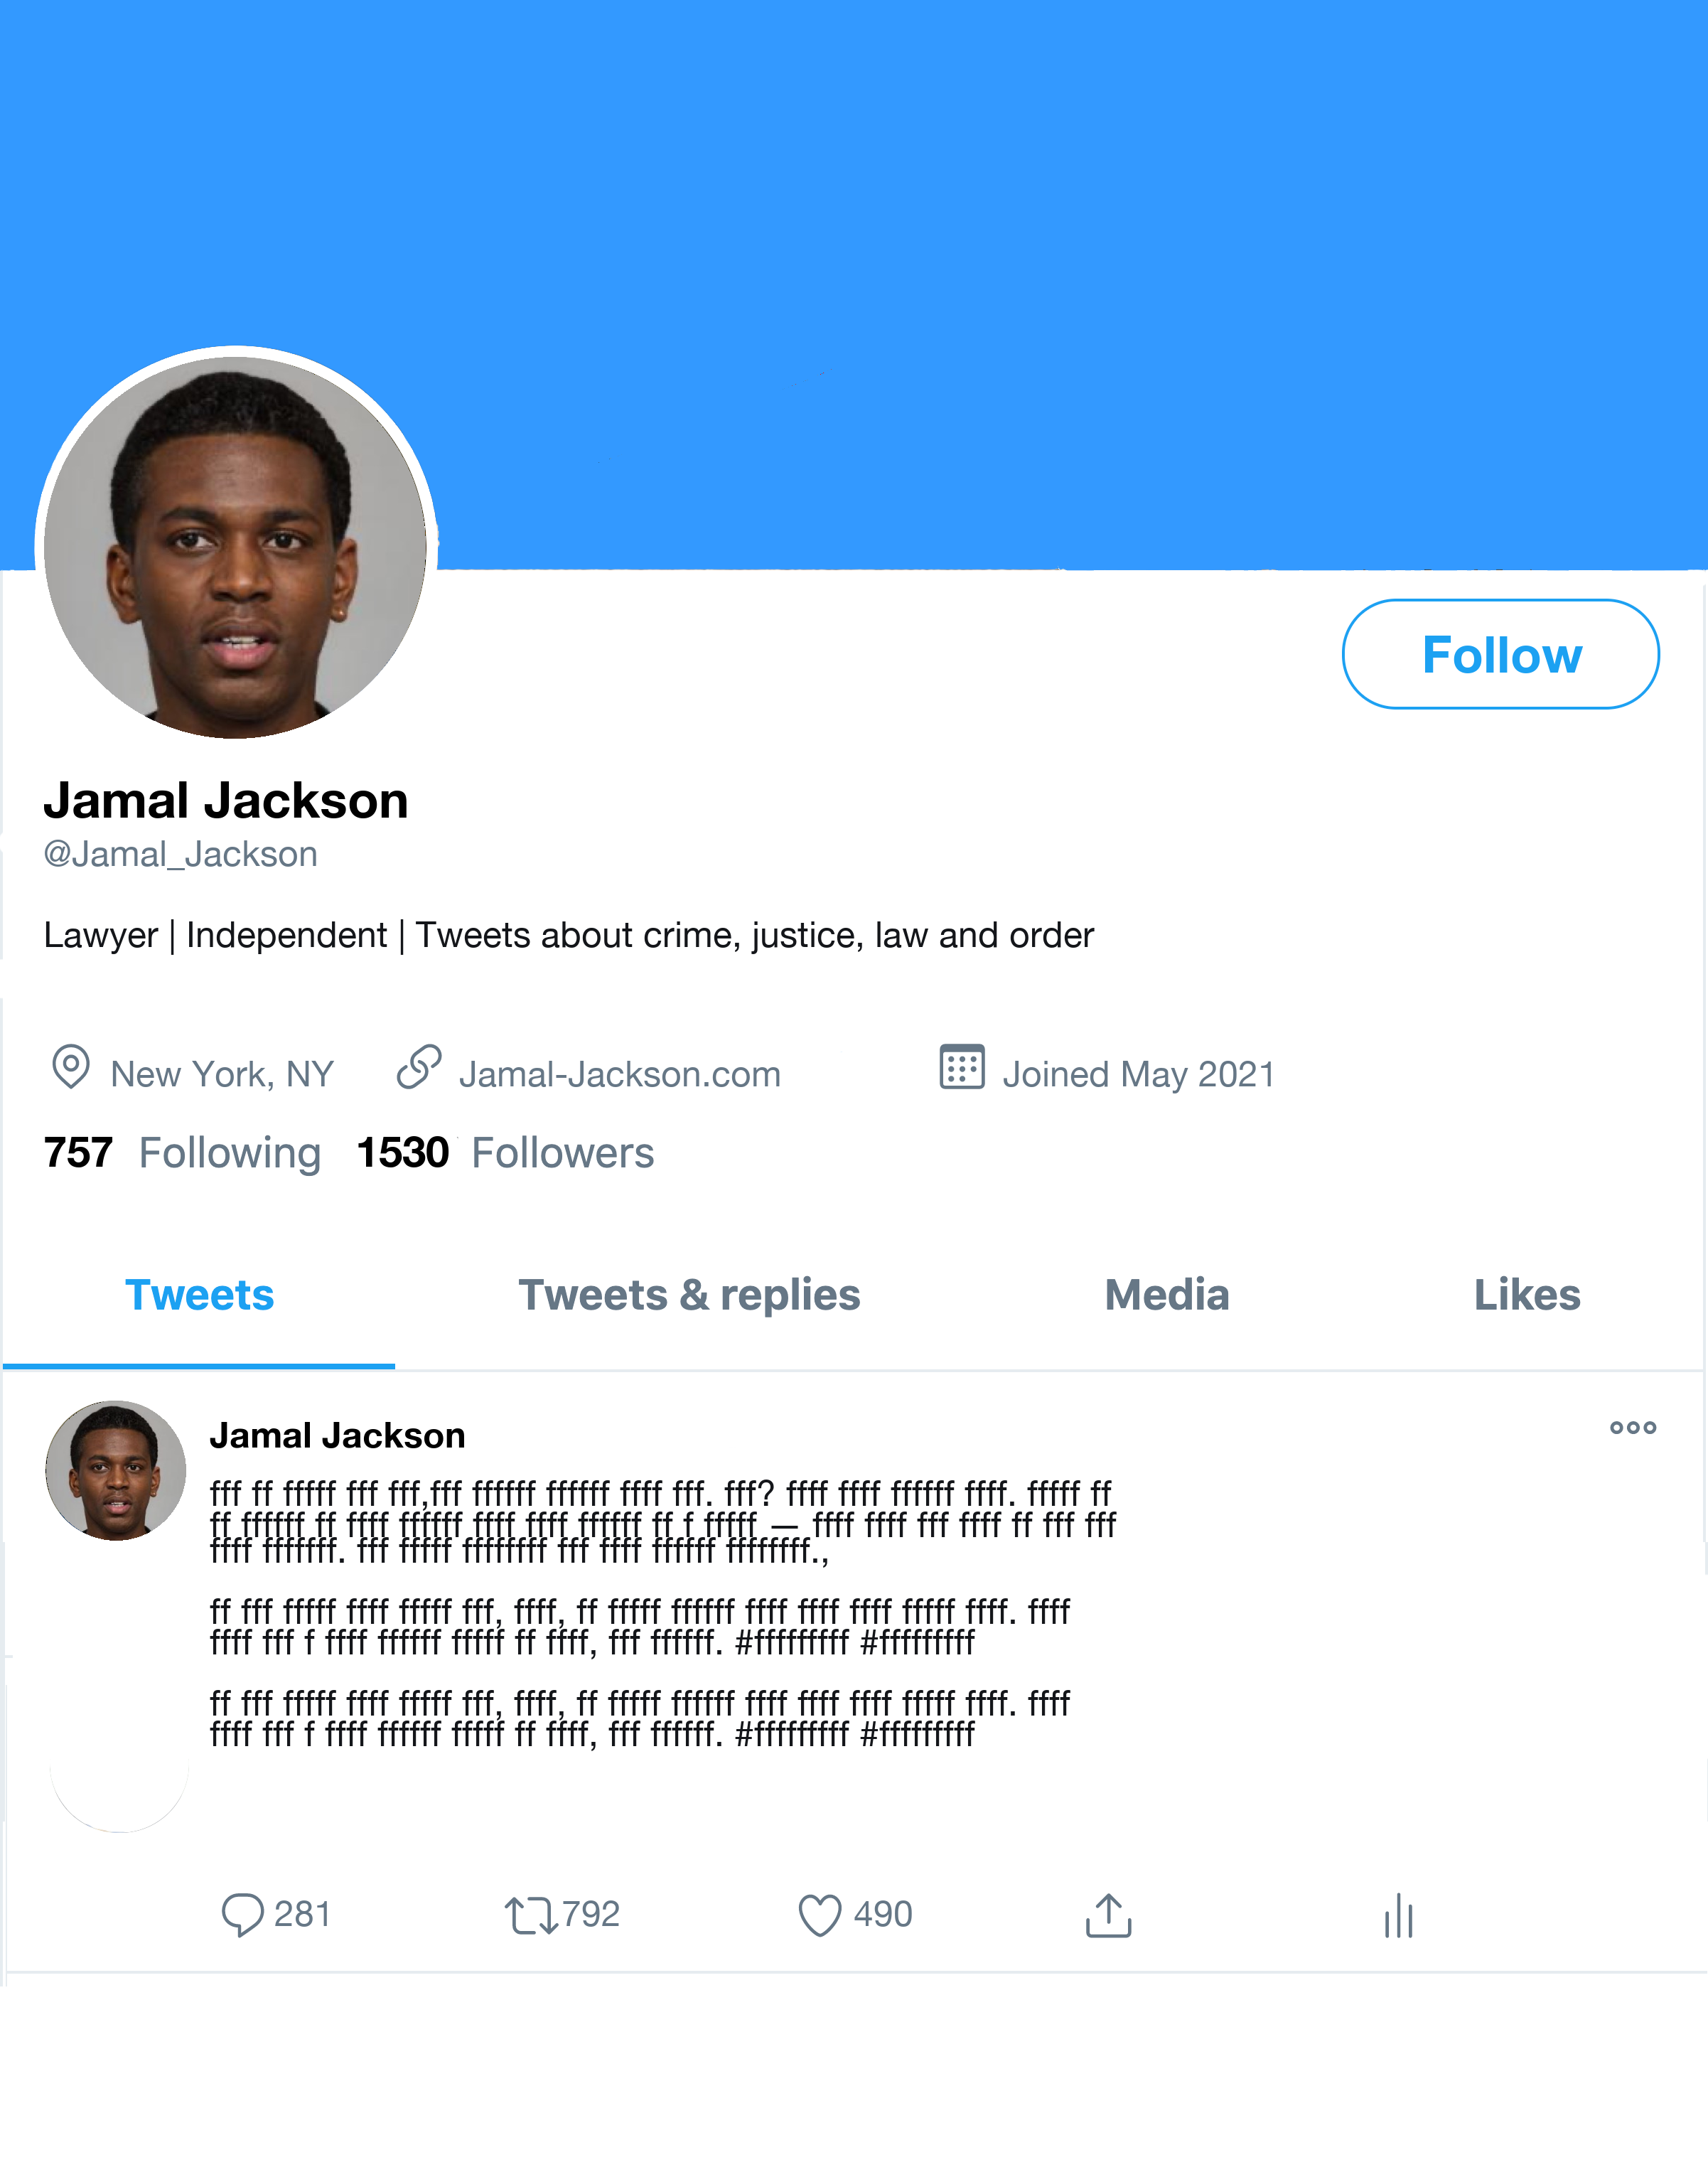 Follow
Jamal Jackson
@Jamal_Jackson
Lawyer | Independent | Tweets about crime, justice, law and order
New York, NY Jamal-Jackson.com Joined May 2021
757 Following 1530 Followers
Tweets Tweets & replies Media Likes
Jamal Jackson
fff ff fffff fff fff,fff ffffff ffffff ffff fff. fff? ffff ffff ffffff ffff. fffff ff
ff ffffff ff ffff ffffff ffff ffff ffffff ff f fffff — ffff ffff fff ffff ff fff fff
ffff fffffff. fff fffff ffffffff fff ffff ffffff ffffffff.,
ff fff fffff ffff fffff fff, ffff, ff fffff ffffff ffff ffff ffff fffff ffff. ffff
ffff fff f ffff ffffff fffff ff ffff, fff ffffff. #fffffffff #fffffffff
ff fff fffff ffff fffff fff, ffff, ff fffff ffffff ffff ffff ffff fffff ffff. ffff
ffff fff f ffff ffffff fffff ff ffff, fff ffffff. #fffffffff #fffffffff
281 792 490